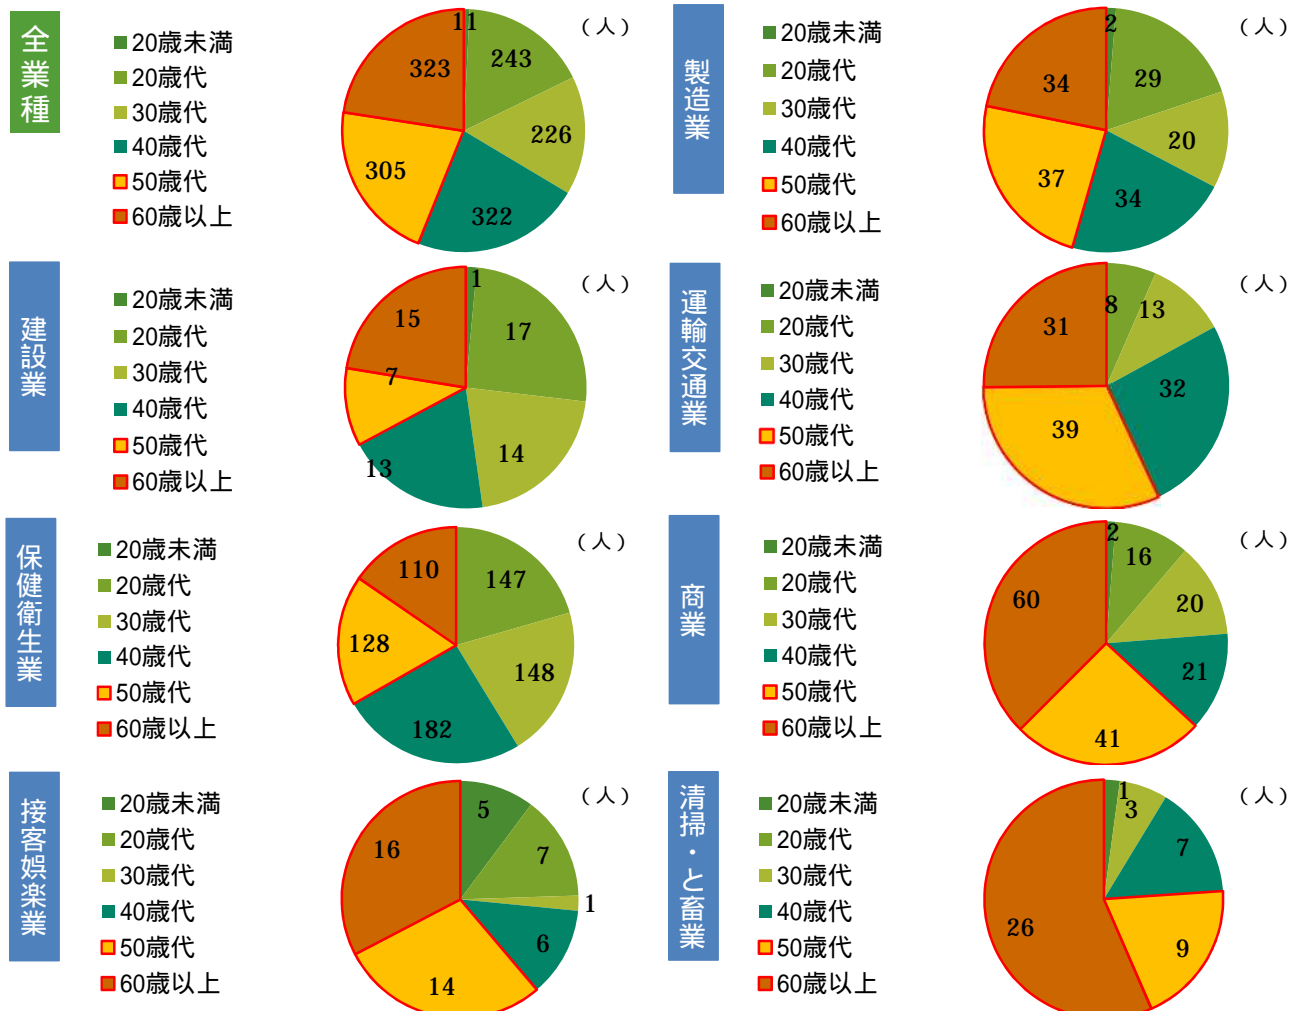 全業種
20歳未満
20歳代
30歳代
40歳代
50歳代
60歳以上
(人)
11
243
226
322
305
323
製造業
20歳未満
20歳代
30歳代
40歳代
50歳代
60歳以上
(人)
2
29
20
34
37
34
建設業
20歳未満
20歳代
30歳代
40歳代
50歳代
60歳以上
(人)
1
17
14
13
7
15
運輸交通業
20歳未満
20歳代
30歳代
40歳代
50歳代
60歳以上
(人)
8
13
32
39
31
保健衛生業
20歳未満
20歳代
30歳代
40歳代
50歳代
60歳以上
(人)
147
148
182
128
110
商業
20歳未満
20歳代
30歳代
40歳代
50歳代
60歳以上
(人)
2
16
20
21
41
60
接客娯楽業
20歳未満
20歳代
30歳代
40歳代
50歳代
60歳以上
(人)
5
7
1
6
14
16
清掃・と畜業
20歳未満
20歳代
30歳代
40歳代
50歳代
60歳以上
(人)
1
3
7
9
26